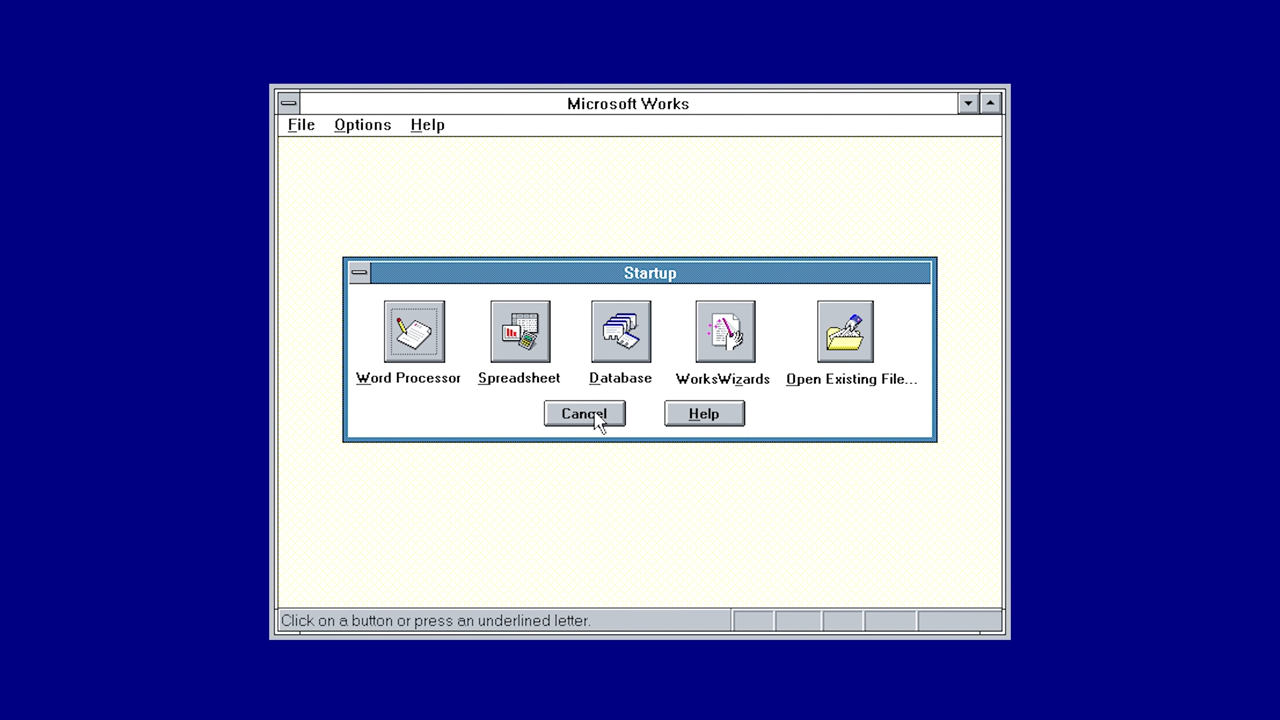 Microsoft Works
File Options Help
Startup
Word Processor Spreadsheet Database WorksWizards Open Existing File...
Cancel Help
Click on a button or press an underlined letter.